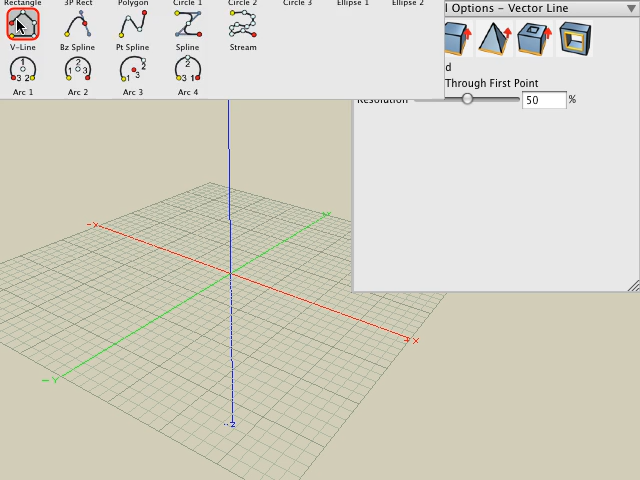 Rectangle 3P Rect Polygon Circle 1 Circle 2 Circle 3 Ellipse 1 Ellipse 2
l Options - Vector Line
V-Line Bz Spline Pt Spline Spline Stream
d
Through First Point
Arc 1 Arc 2 Arc 3 Arc 4
Resolution 50 %
-X
+Y
-Y
+X
-Z